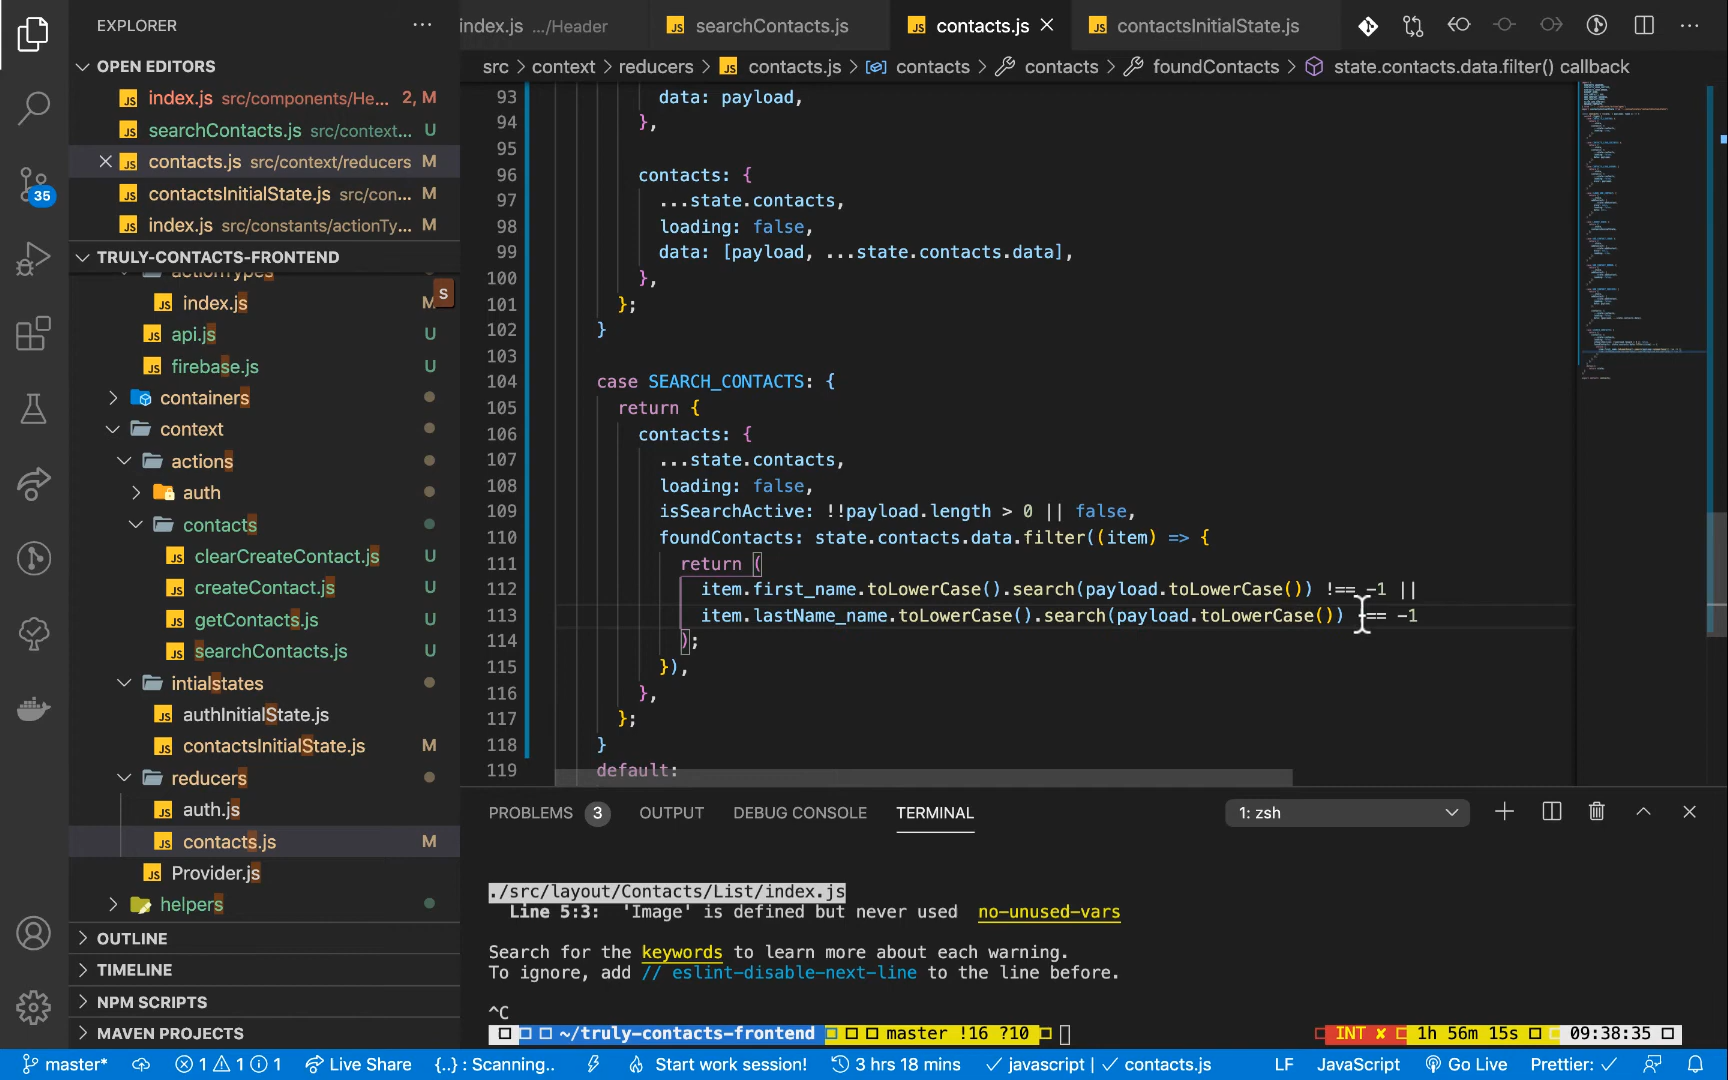 EXPLORER
OPEN EDITORS
index.js src/components/He... 2, M
searchContacts.js src/context... U
contacts.js src/context/reducers M
contactsInitialState.js src/con... M
index.js src/constants/actionTy... M
TRULY-CONTACTS-FRONTEND
actionTypes
index.js M
s
api.js U
firebase.js U
containers
context
actions
auth
contacts
clearCreateContact.js U
createContact.js U
getContacts.js U
searchContacts.js U
intialstates
authInitialState.js
contactsInitialState.js M
reducers
auth.js
contacts.js M
Provider.js
helpers
OUTLINE
TIMELINE
NPM SCRIPTS
MAVEN PROJECTS
35
index.js .../Header
searchContacts.js
contacts.js
contactsInitialState.js
src > context > reducers > contacts.js > contacts > contacts > foundContacts > state.contacts.data.filter() callback
93 data: payload,
94 },
95
96 contacts: {
97 ...state.contacts,
98 loading: false,
99 data: [payload, ...state.contacts.data],
100 },
101 };
102 }
103
104 case SEARCH_CONTACTS: {
105 return {
106 contacts: {
107 ...state.contacts,
108 loading: false,
109 isSearchActive: !!payload.length > 0 || false,
110 foundContacts: state.contacts.data.filter((item) => {
111 return (
112 item.first_name.toLowerCase().search(payload.toLowerCase()) !== -1 ||
113 item.lastName_name.toLowerCase().search(payload.toLowerCase()) == -1
114 );
115 }),
116 },
117 };
118 }
119 default:
PROBLEMS 3 OUTPUT DEBUG CONSOLE TERMINAL
1: zsh
./src/layout/Contacts/List/index.js
Line 5:3: 'Image' is defined but never used no-unused-vars
Search for the keywords to learn more about each warning.
To ignore, add // eslint-disable-next-line to the line before.
^C
~/truly-contacts-frontend master !16 ?10 INT ✘ 1h 56m 15s 09:38:35
master* 1 1 1 Live Share {..} : Scanning.. Start work session! 3 hrs 18 mins ✓ javascript | ✓ contacts.js LF JavaScript Go Live Prettier: ✓